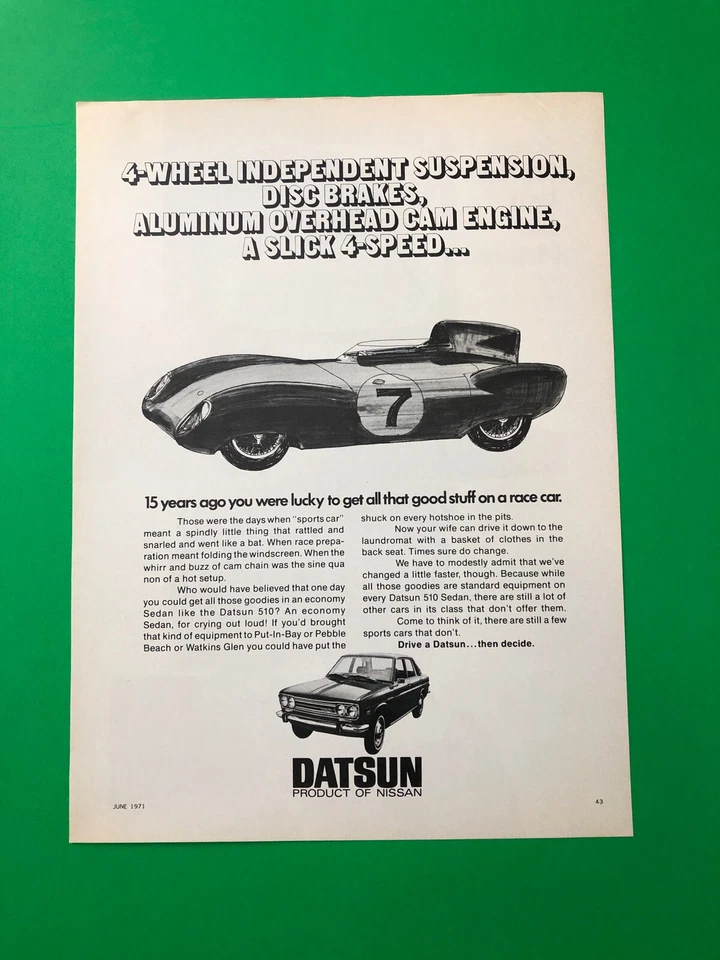 4-WHEEL INDEPENDENT SUSPENSION,
DISC BRAKES,
ALUMINUM OVERHEAD CAM ENGINE,
A SLICK 4-SPEED...
7
15 years ago you were lucky to get all that good stuff on a race car.
Those were the days when "sports car"
meant a spindly little thing that rattled and
snarled and went like a bat. When race prepa-
ration meant folding the windscreen. When the
whirr and buzz of cam chain was the sine qua
non of a hot setup.
Who would have believed that one day
you could get all those goodies in an economy
Sedan like the Datsun 510? An economy
Sedan, for crying out loud! If you'd brought
that kind of equipment to Put-In-Bay or Pebble
Beach or Watkins Glen you could have put the
shuck on every hotshoe in the pits.
Now your wife can drive it down to the
laundromat with a basket of clothes in the
back seat. Times sure do change.
We have to modestly admit that we've
changed a little faster, though. Because while
all those goodies are standard equipment on
every Datsun 510 Sedan, there are still a lot of
other cars in its class that don't offer them.
Come to think of it, there are still a few
sports cars that don't.
Drive a Datsun...then decide.
DATSUN
PRODUCT OF NISSAN
JUNE 1971
43